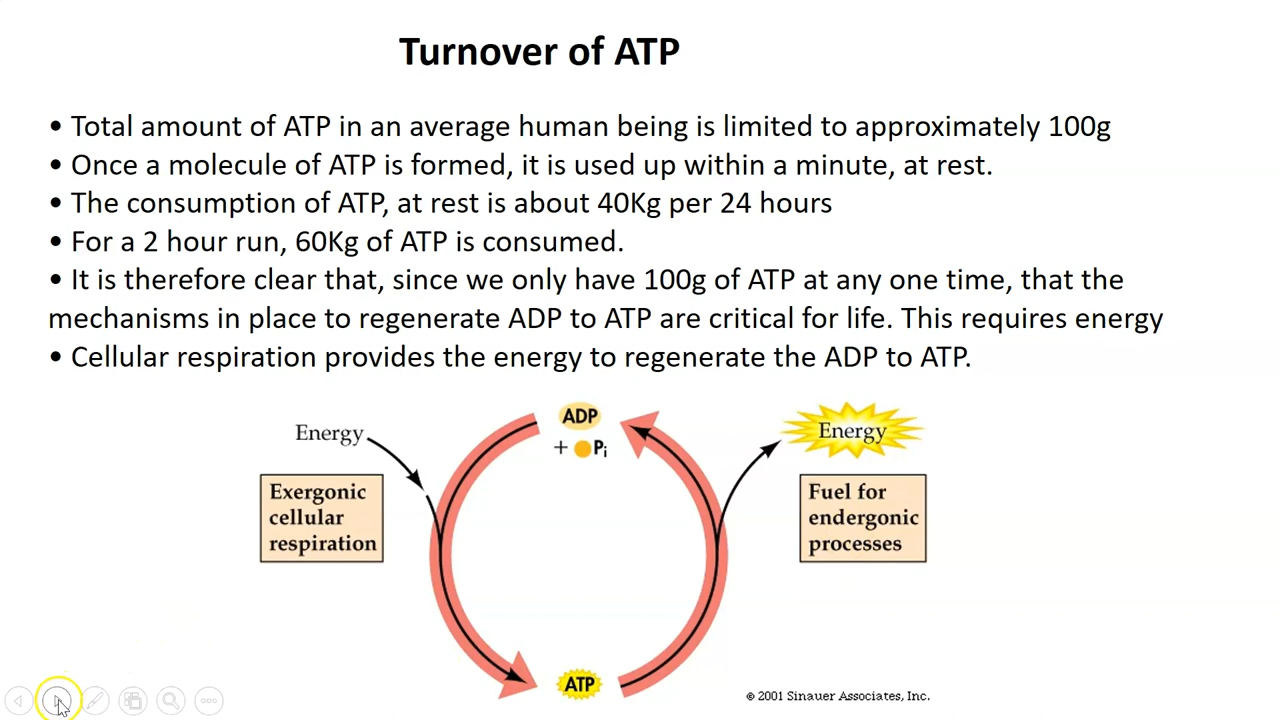 Turnover of ATP
• Total amount of ATP in an average human being is limited to approximately 100g
• Once a molecule of ATP is formed, it is used up within a minute, at rest.
• The consumption of ATP, at rest is about 40Kg per 24 hours
• For a 2 hour run, 60Kg of ATP is consumed.
• It is therefore clear that, since we only have 100g of ATP at any one time, that the
mechanisms in place to regenerate ADP to ATP are critical for life. This requires energy
• Cellular respiration provides the energy to regenerate the ADP to ATP.
ADP
+ Pi
Energy
Energy
Exergonic
cellular
respiration
Fuel for
endergonic
processes
ATP
© 2001 Sinauer Associates, Inc.